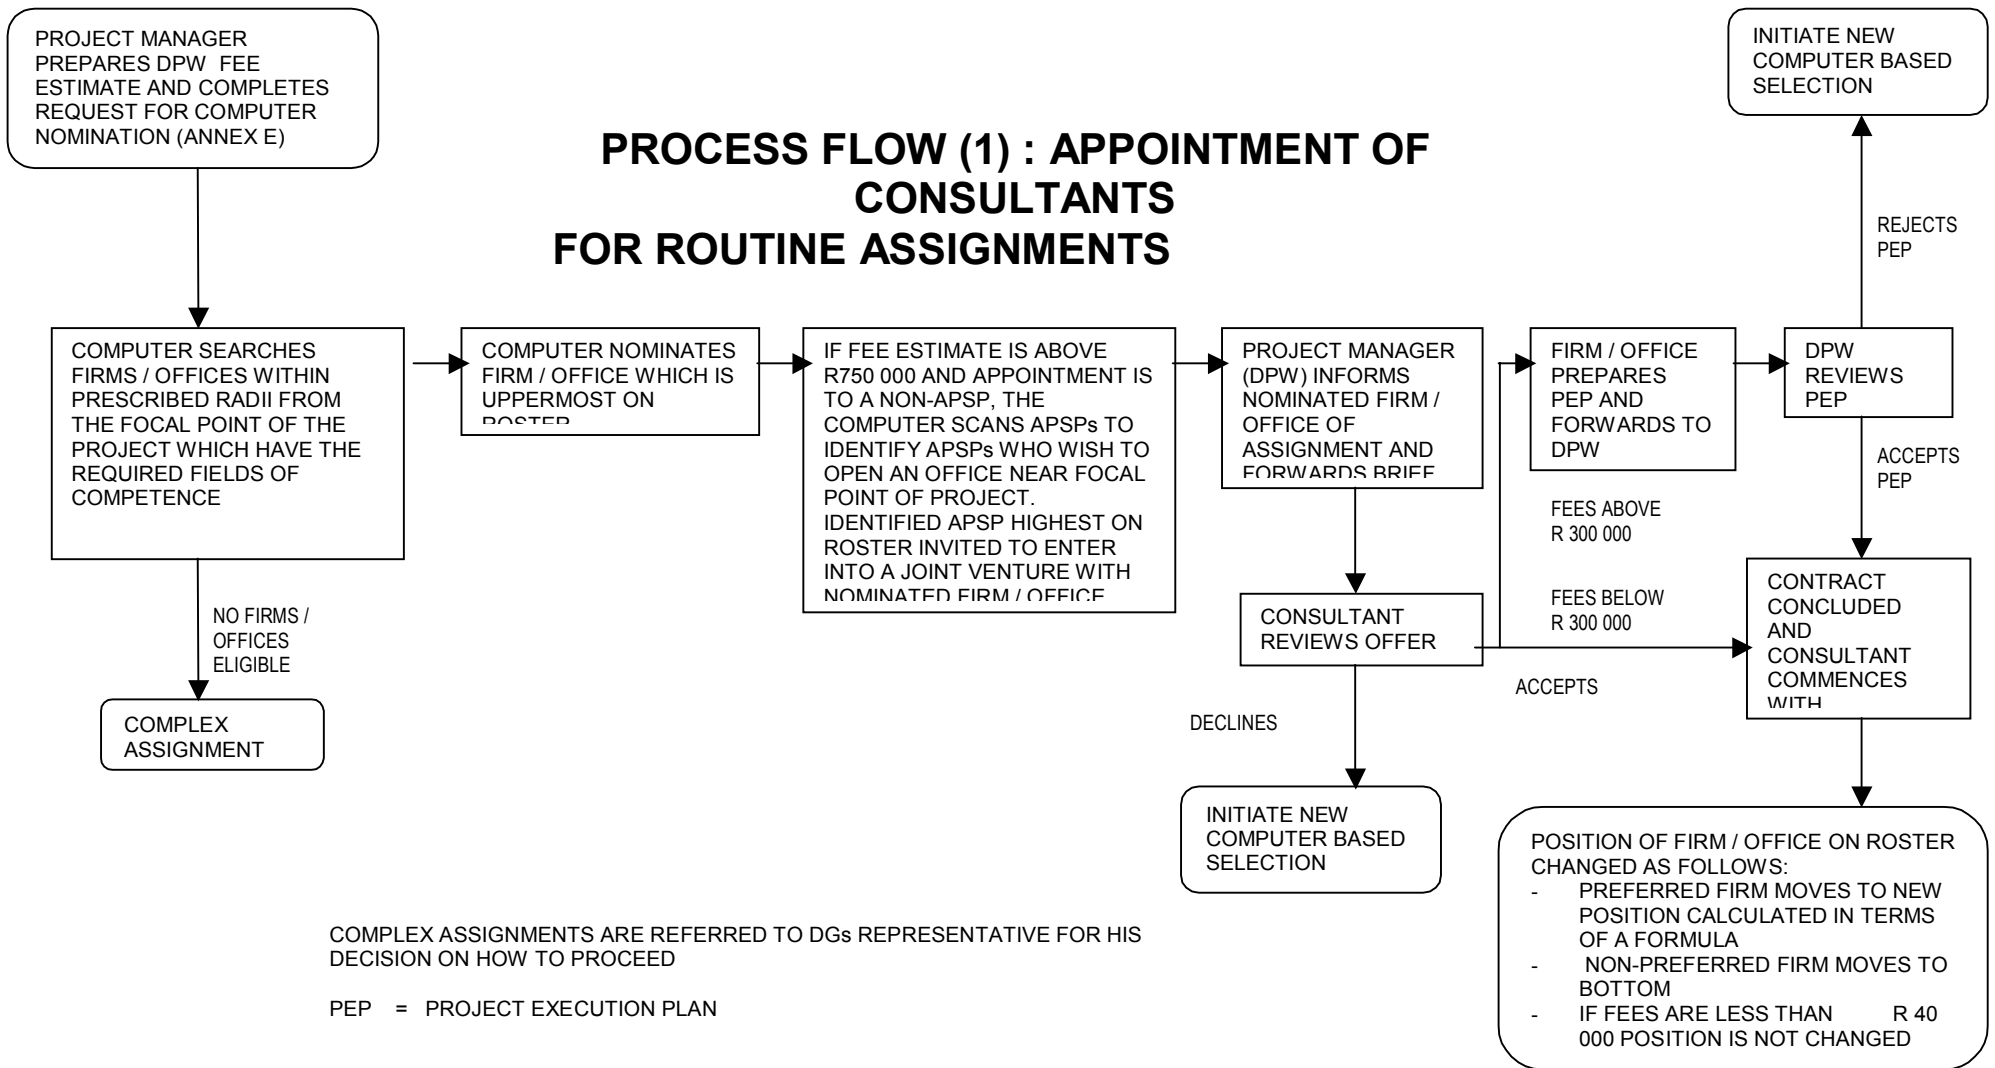 PROJECT MANAGER
PREPARES DPW FEE
ESTIMATE AND COMPLETES
REQUEST FOR COMPUTER
NOMINATION (ANNEX E)
INITIATE NEW
COMPUTER BASED
SELECTION
PROCESS FLOW (1) : APPOINTMENT OF
CONSULTANTS
FOR ROUTINE ASSIGNMENTS
REJECTS
PEP
COMPUTER SEARCHES
FIRMS / OFFICES WITHIN
PRESCRIBED RADII FROM
THE FOCAL POINT OF THE
PROJECT WHICH HAVE THE
REQUIRED FIELDS OF
COMPETENCE
COMPUTER NOMINATES
FIRM / OFFICE WHICH IS
UPPERMOST ON
ROSTER
IF FEE ESTIMATE IS ABOVE
R750 000 AND APPOINTMENT IS
TO A NON-APSP, THE
COMPUTER SCANS APSPs TO
IDENTIFY APSPs WHO WISH TO
OPEN AN OFFICE NEAR FOCAL
POINT OF PROJECT.
IDENTIFIED APSP HIGHEST ON
ROSTER INVITED TO ENTER
INTO A JOINT VENTURE WITH
NOMINATED FIRM / OFFICE
PROJECT MANAGER
(DPW) INFORMS
NOMINATED FIRM /
OFFICE OF
ASSIGNMENT AND
FORWARDS BRIEF
FIRM / OFFICE
PREPARES
PEP AND
FORWARDS TO
DPW
DPW
REVIEWS
PEP
ACCEPTS
PEP
FEES ABOVE
R 300 000
FEES BELOW
R 300 000
NO FIRMS /
OFFICES
ELIGIBLE
CONSULTANT
REVIEWS OFFER
CONTRACT
CONCLUDED
AND
CONSULTANT
COMMENCES
WITH
ACCEPTS
DECLINES
COMPLEX
ASSIGNMENT
INITIATE NEW
COMPUTER BASED
SELECTION
POSITION OF FIRM / OFFICE ON ROSTER
CHANGED AS FOLLOWS:
- PREFERRED FIRM MOVES TO NEW
POSITION CALCULATED IN TERMS
OF A FORMULA
- NON-PREFERRED FIRM MOVES TO
BOTTOM
- IF FEES ARE LESS THAN R 40
000 POSITION IS NOT CHANGED
COMPLEX ASSIGNMENTS ARE REFERRED TO DGs REPRESENTATIVE FOR HIS
DECISION ON HOW TO PROCEED
PEP = PROJECT EXECUTION PLAN